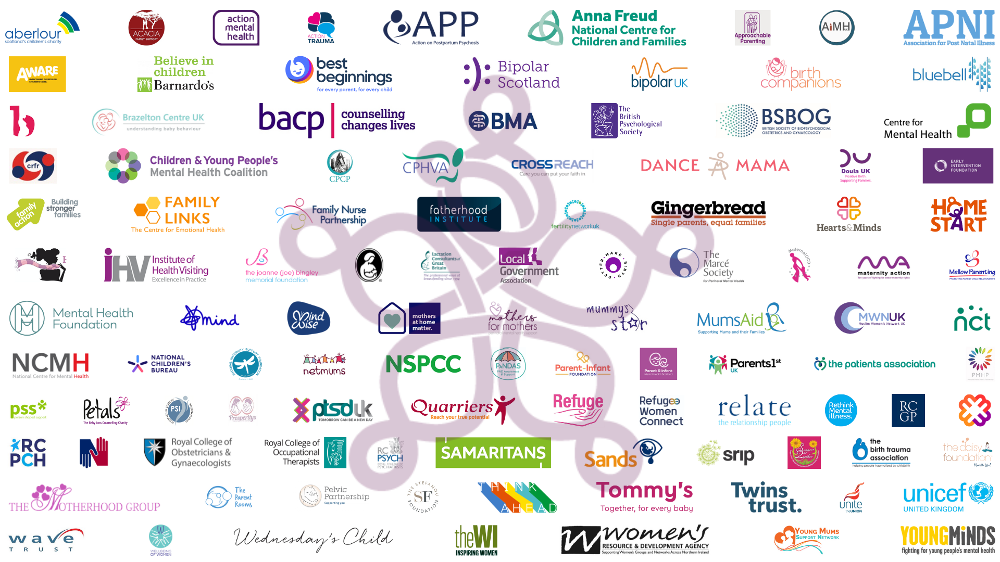 aberlour
scotland's children's charity
ACACIA
FAMILY SUPPORT
action
mental
health
ACTION
TRAUMA
APP
Action on Postpartum Psychosis
Anna Freud
National Centre for
Children and Families
Approachable
Parenting
AiMH
APNI
Association for Post Natal Illness
AWARE
OVERCOMING DEPRESSION.
CHANGING LIVES.
Believe in
children
Barnardo's
best
beginnings
for every parent, for every child
Bipolar
Scotland
bipolar UK
birth
companions
bluebell
b
Brazelton Centre UK
understanding baby behaviour
bacp
counselling
changes lives
BMA
The
British
Psychological
Society
BSBOG
BRITISH SOCIETY OF BIOPSYCHOSOCIAL
OBSTETRICS AND GYNAECOLOGY
Centre for
Mental Health
crfr
Children & Young People's
Mental Health Coalition
CPCP
CPHVA
CROSSREACH
Care you can put your faith in
DANCE MAMA
Doula UK
Positive Birth.
Supporting Families.
EARLY
INTERVENTION
FOUNDATION
family
action
Building
stronger
families
FAMILY
LINKS
The Centre for Emotional Health
Family Nurse
Partnership
fatherhood
INSTITUTE
fertilitynetworkuk
Gingerbread
Single parents, equal families
Hearts&Minds
HOME
START
H
iHV
Institute of
Health Visiting
Excellence in Practice
the joanne (joe) bingley
memorial foundation
Lactation
Consultants of
Great
Britain
The professional voice of
breastfeeding since 1994
Local
Government
Association
MAKE BIRTH BETTER
The
Marcé
Society
for Perinatal Mental Health
MaternalOCD
maternity action
Ten years of fighting for better maternity rights
Mellow Parenting
PROMOTING PARENT CHILD RELATIONSHIPS
Mental Health
Foundation
mind
Mind
Wise
mothers
at home
matter.
mothers
for mothers
mummy's
star
MumsAid
Supporting Mums and their Families
MWNUK
Muslim Women's Network UK
nct
NCMH
National Centre for Mental Health
NATIONAL
CHILDREN'S
BUREAU
NATIONAL MATERNITY SUPPORT FOUNDATION
netmums
NSPCC
PaNDAS
PND Awareness
& Support
Parent-Infant
FOUNDATION
Parent & Infant
Mental Health Scotland
Parents1st
UK
the patients association
PMHP
pss*
person shaped support
Petals
The Baby Loss Counselling Charity
PSI
POSTPARTUM SUPPORT INTERNATIONAL
Prosperitys
ptsduk
TOMORROW CAN BE A NEW DAY
Quarriers
Reach your true potential
Refuge
Refugee
Women
Connect
relate
the relationship people
Rethink
Mental
Illness.
RC
GP
RC
PCH
Royal College of
Obstetricians &
Gynaecologists
Royal College of
Occupational
Therapists
RC
PSYCH
ROYAL COLLEGE OF
PSYCHIATRISTS
SAMARITANS
Sands
srip
Support
2gether
the
birth trauma
association
helping people traumatised by childbirth
the daisy
foundation
THE MOTHERHOOD GROUP
The
Parent
Rooms
Pelvic
Partnership
Supporting you
THE STEFANOU FOUNDATION
SF
THINK
AHEAD
Tommy's
Together, for every baby
Twins
trust.
unite
theUNION
unicef
UNITED KINGDOM
wave
TRUST
W
WELLBEING
OF WOMEN
Wednesday's Child
theWI
INSPIRING WOMEN
W women's
RESOURCE & DEVELOPMENT AGENCY
Supporting Women's Groups and Networks Across Northern Ireland
YOUNG MUMS
SUPPORT NETWORK
YOUNGMiNDS
fighting for young people's mental health